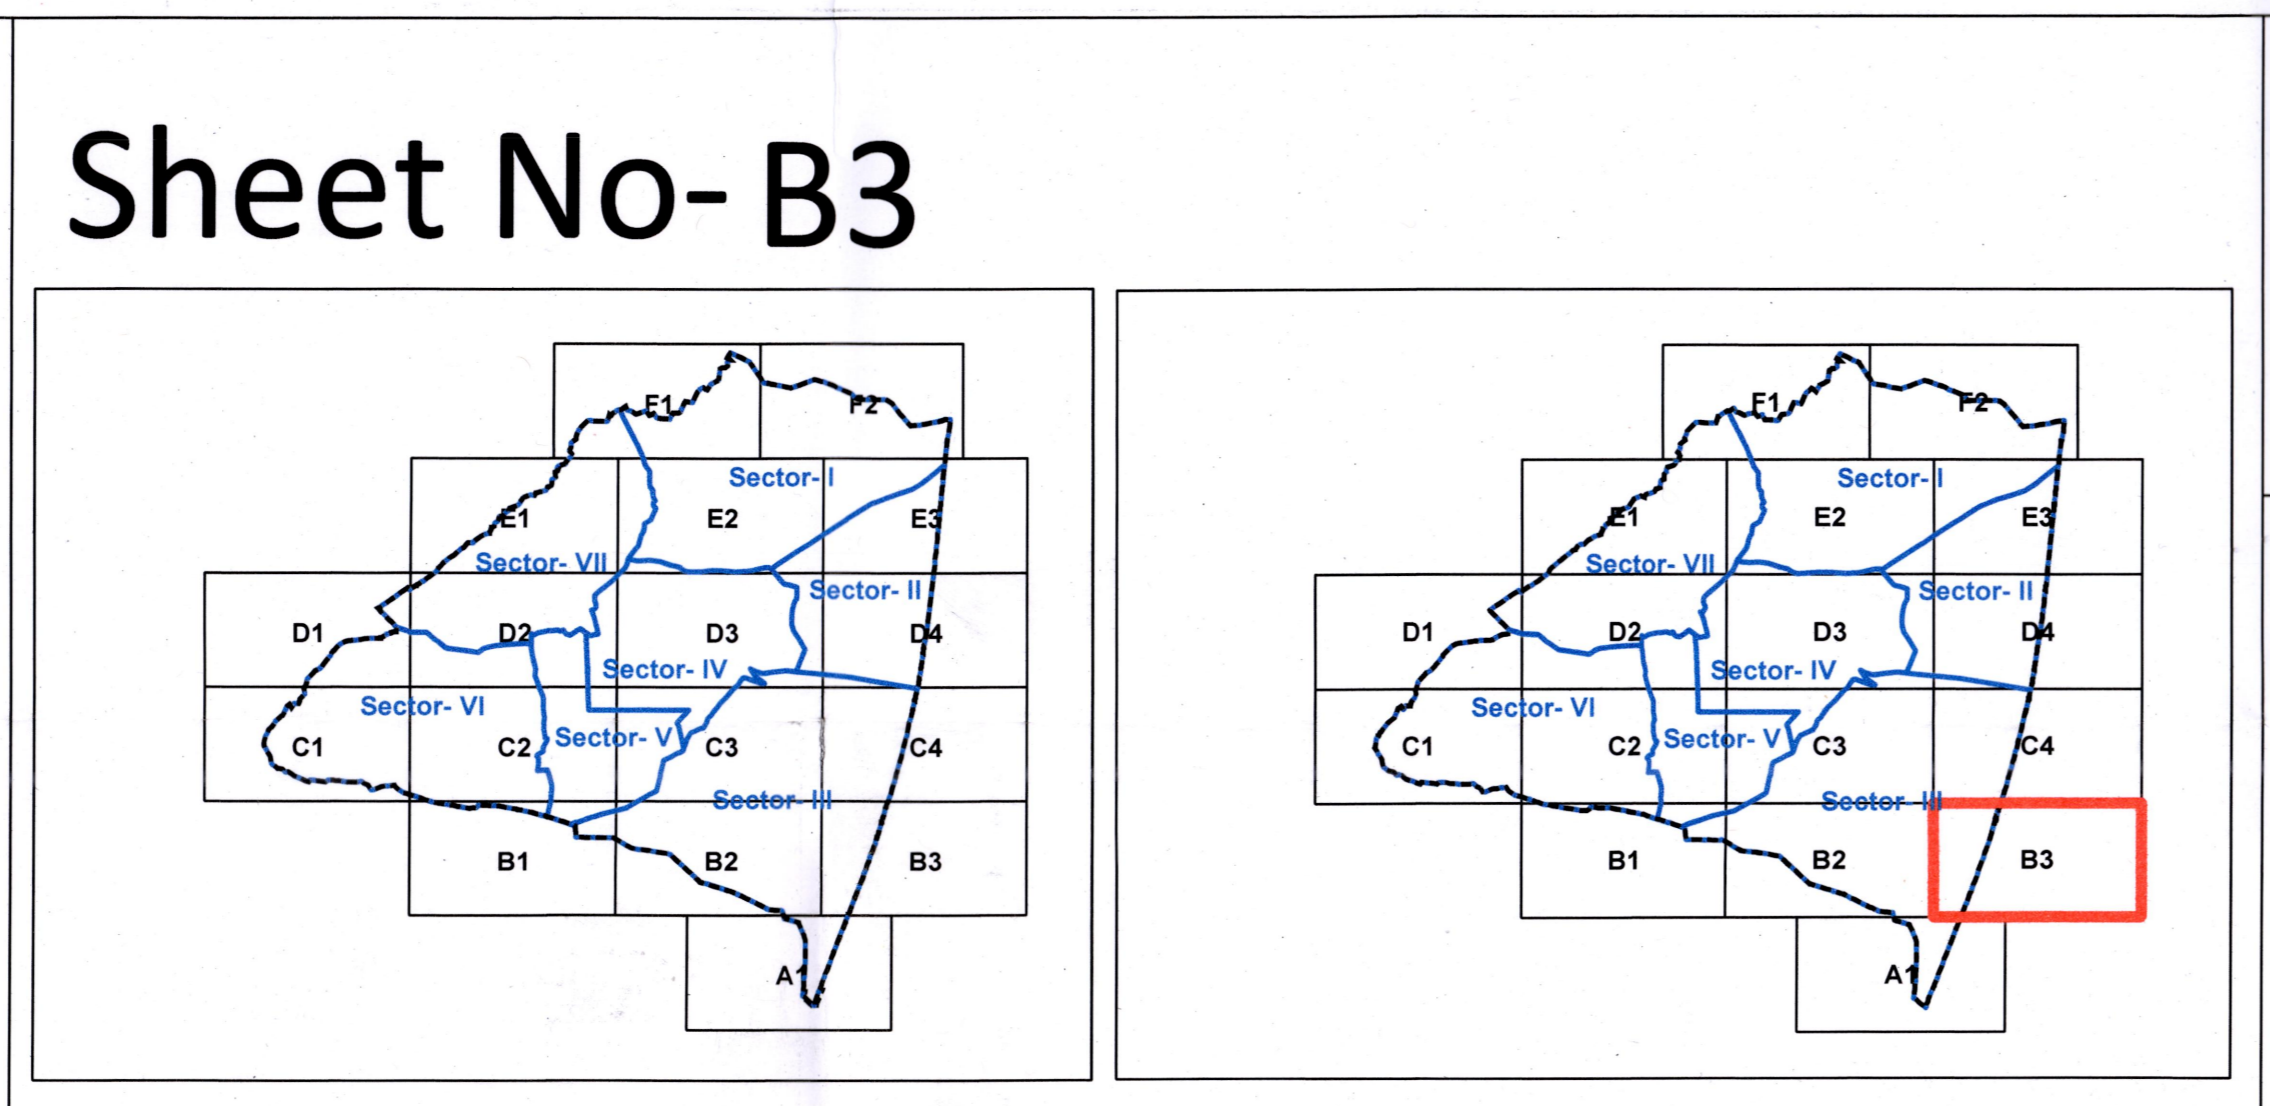 Sheet No- B3
F1 F2
Sector- I
E1 E2 E3
Sector- VII
Sector- II
D1 D2 D3 D4
Sector- IV
Sector- VI
Sector- V
C1 C2 C3 C4
Sector- III
B1 B2 B3
A1
F1 F2
Sector- I
E1 E2 E3
Sector- VII
Sector- II
D1 D2 D3 D4
Sector- IV
Sector- VI
Sector- V
C1 C2 C3 C4
Sector- III
B1 B2 B3
A1